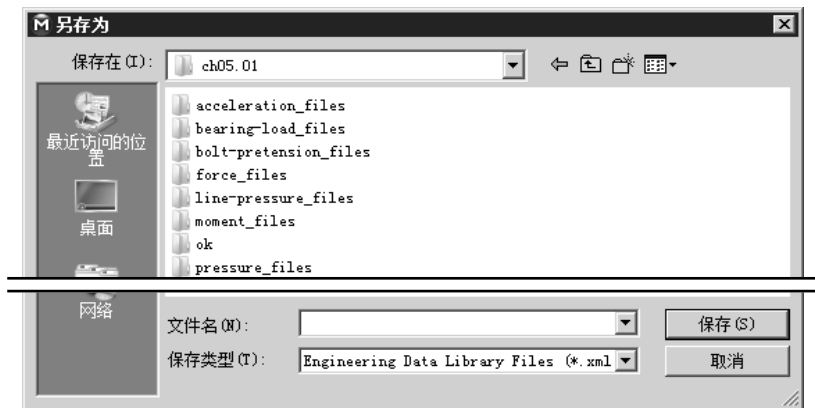 另存为
保存在(I):
ch05.01
acceleration_files
bearing-load_files
bolt-pretension_files
force_files
line-pressure_files
moment_files
ok
pressure_files
最近访问的位
置
桌面
网络
文件名(N):
保存(S)
保存类型(T):
Engineering Data Library Files (*.xml
取消